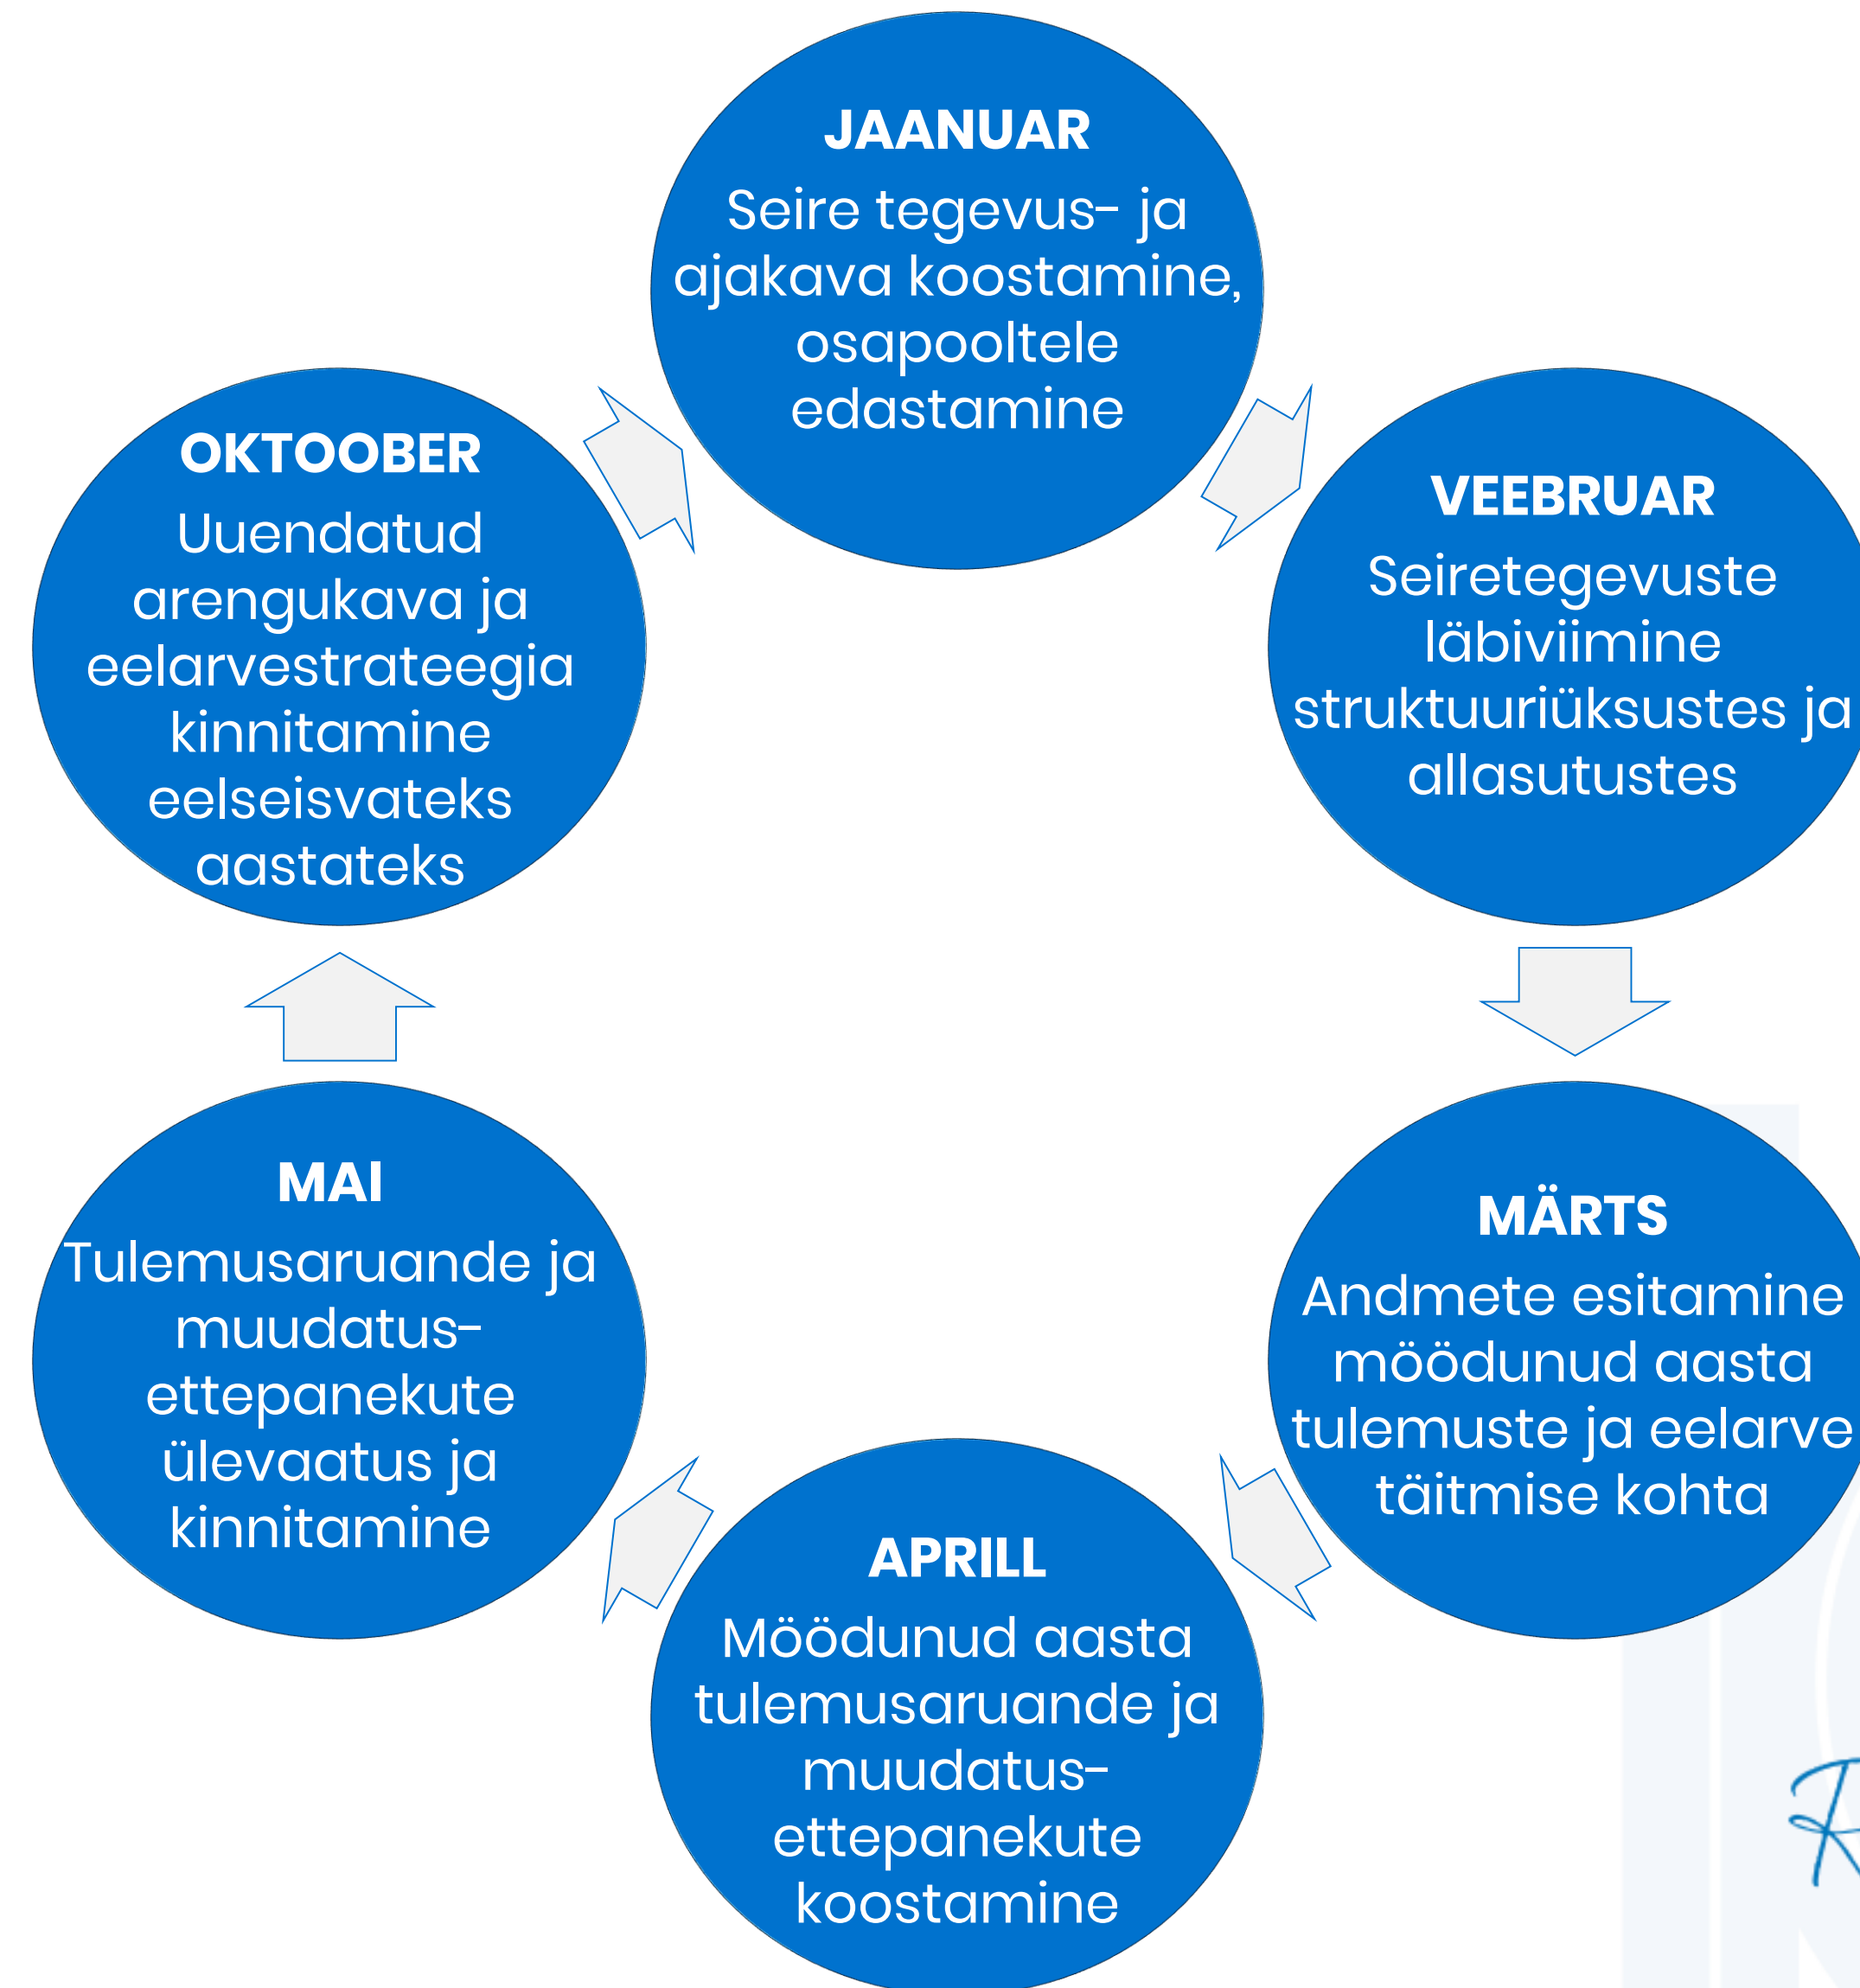 JAANUAR
Seire tegevus- ja
ajakava koostamine,
osapooltele
edastamine
VEEBRUAR
Seiretegevuste
läbiviimine
struktuuriüksustes ja
allasutustes
MÄRTS
Andmete esitamine
möödunud aasta
tulemuste ja eelarve
täitmise kohta
APRILL
Möödunud aasta
tulemusaruande ja
muudatus-
ettepanekute
koostamine
MAI
Tulemusaruande ja
muudatus-
ettepanekute
ülevaatus ja
kinnitamine
OKTOOBER
Uuendatud
arengukava ja
eelarvestrateegia
kinnitamine
eelseisvateks
aastateks